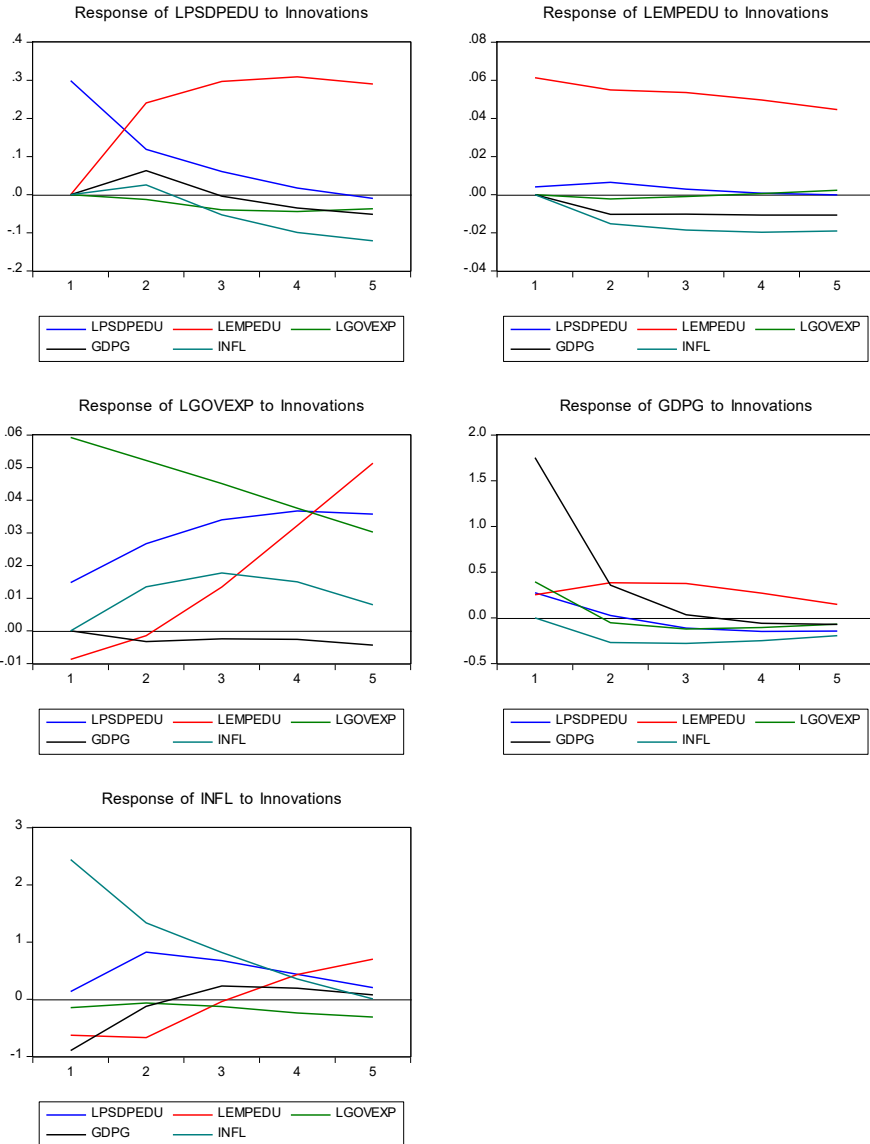 Response of LPSDPEDU to Innovations
.4
.3
.2
.1
.0
-.1
-.2
1 2 3 4 5
LPSDPEDU LEMPEDU LGOVEXP
GDPG INFL
Response of LEMPEDU to Innovations
.08
.06
.04
.02
.00
-.02
-.04
1 2 3 4 5
LPSDPEDU LEMPEDU LGOVEXP
GDPG INFL
Response of LGOVEXP to Innovations
.06
.05
.04
.03
.02
.01
.00
-.01
1 2 3 4 5
LPSDPEDU LEMPEDU LGOVEXP
GDPG INFL
Response of GDPG to Innovations
2.0
1.5
1.0
0.5
0.0
-0.5
1 2 3 4 5
LPSDPEDU LEMPEDU LGOVEXP
GDPG INFL
Response of INFL to Innovations
3
2
1
0
-1
1 2 3 4 5
LPSDPEDU LEMPEDU LGOVEXP
GDPG INFL